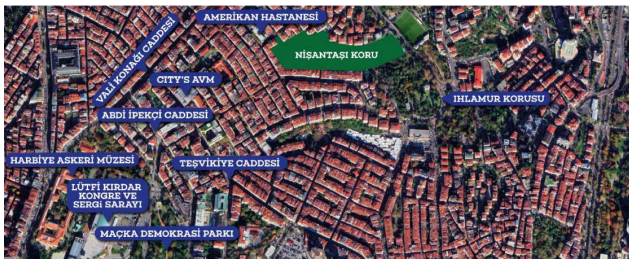 AMERİKAN HASTANESİ
NİŞANTAŞI KORU
VALİ KONAĞI CADDESİ
CITY'S AVM
IHLAMUR KORUSU
ABDİ İPEKÇİ CADDESİ
HARBİYE ASKERİ MÜZESİ
TEŞVİKİYE CADDESİ
LÜTFİ KIRDAR
KONGRE VE
SERGİ SARAYI
MAÇKA DEMOKRASİ PARKI